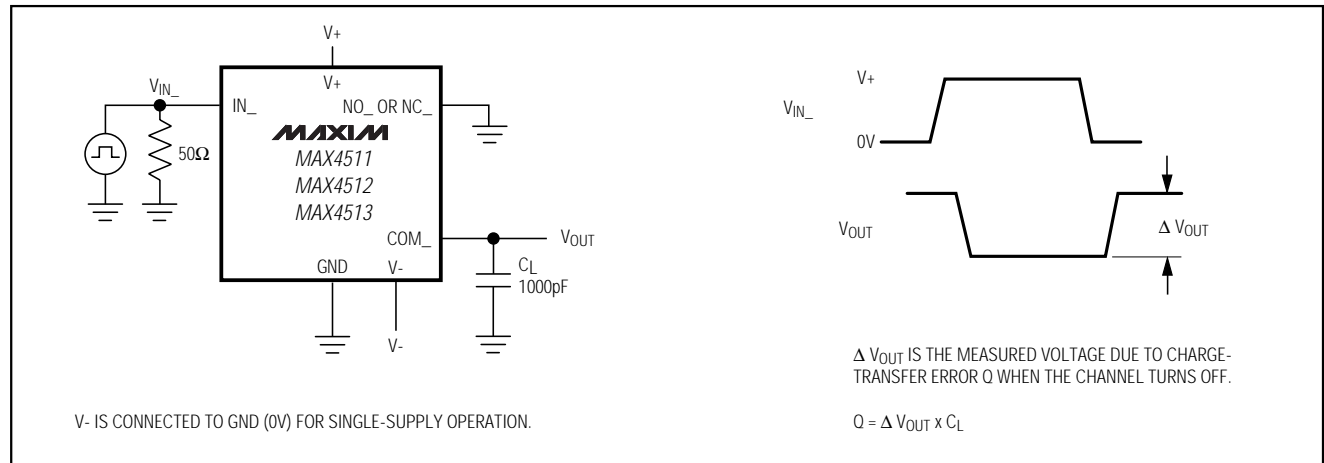 V+
V+
VIN_
IN_
NO_ OR NC_
MAXIM
50Ω
MAX4511
MAX4512
MAX4513
COM_
VOUT
GND
V-
CL
1000pF
V-
V- IS CONNECTED TO GND (0V) FOR SINGLE-SUPPLY OPERATION.
V+
VIN_
0V
VOUT
Δ VOUT
Δ VOUT IS THE MEASURED VOLTAGE DUE TO CHARGE-
TRANSFER ERROR Q WHEN THE CHANNEL TURNS OFF.
Q = Δ VOUT x CL